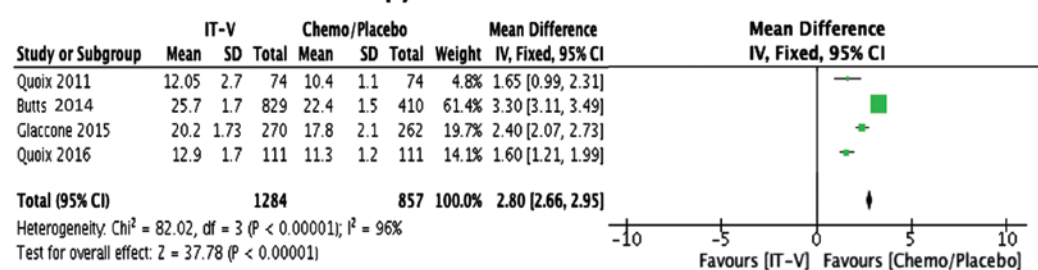 IT-V Chemo/Placebo Mean Difference Mean Difference
Study or Subgroup Mean SD Total Mean SD Total Weight IV, Fixed, 95% CI IV, Fixed, 95% CI
Quoix 2011 12.05 2.7 74 10.4 1.1 74 4.8% 1.65 [0.99, 2.31]
Butts 2014 25.7 1.7 829 22.4 1.5 410 61.4% 3.30 [3.11, 3.49]
Glaccone 2015 20.2 1.73 270 17.8 2.1 262 19.7% 2.40 [2.07, 2.73]
Quoix 2016 12.9 1.7 111 11.3 1.2 111 14.1% 1.60 [1.21, 1.99]
Total (95% CI) 1284 857 100.0% 2.80 [2.66, 2.95]
Heterogeneity: Chi² = 82.02, df = 3 (P < 0.00001); I² = 96%
Test for overall effect: Z = 37.78 (P < 0.00001)
-10 -5 0 5 10
Favours [IT-V] Favours [Chemo/Placebo]